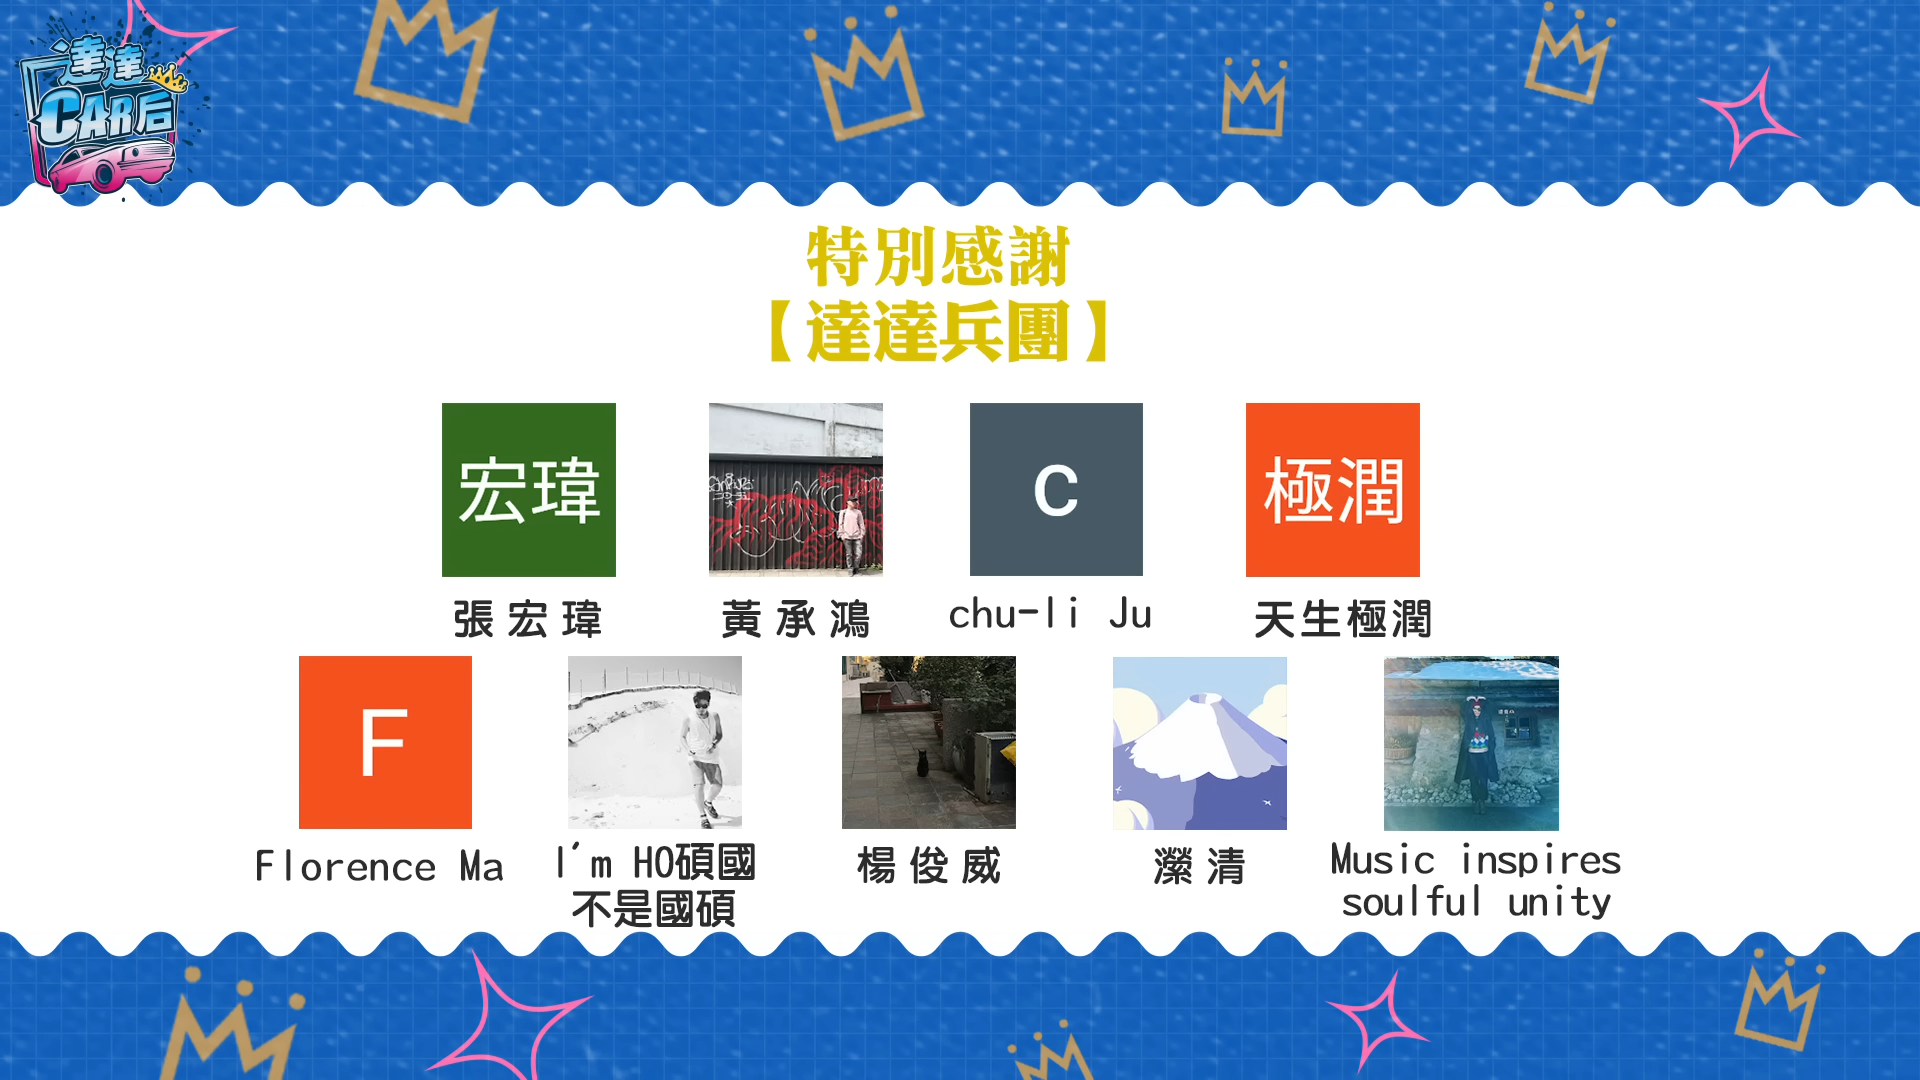 達達
CAR后
特別感謝
【達達兵團】
宏瑋
C
極潤
張宏瑋
黃承鴻
chu-li Ju
天生極潤
F
Florence Ma
I'm HO碩國
不是國碩
楊俊威
瀠清
Music inspires
soulful unity